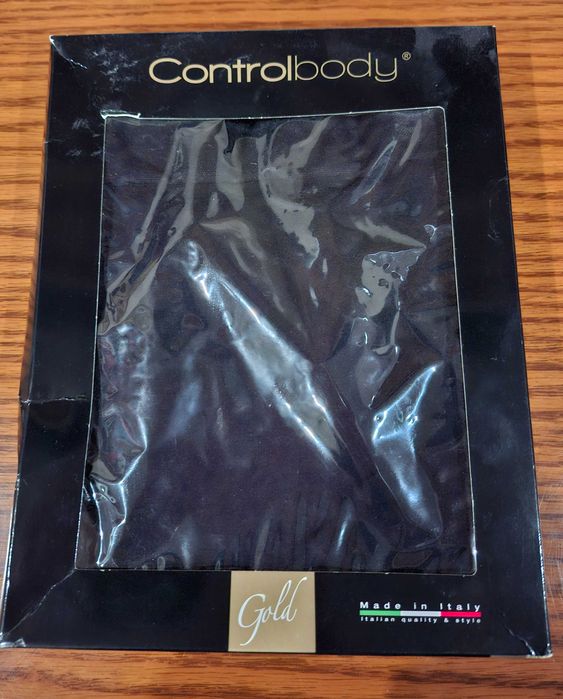 Controlbody®
Gold
Made in Italy
Italian quality & style